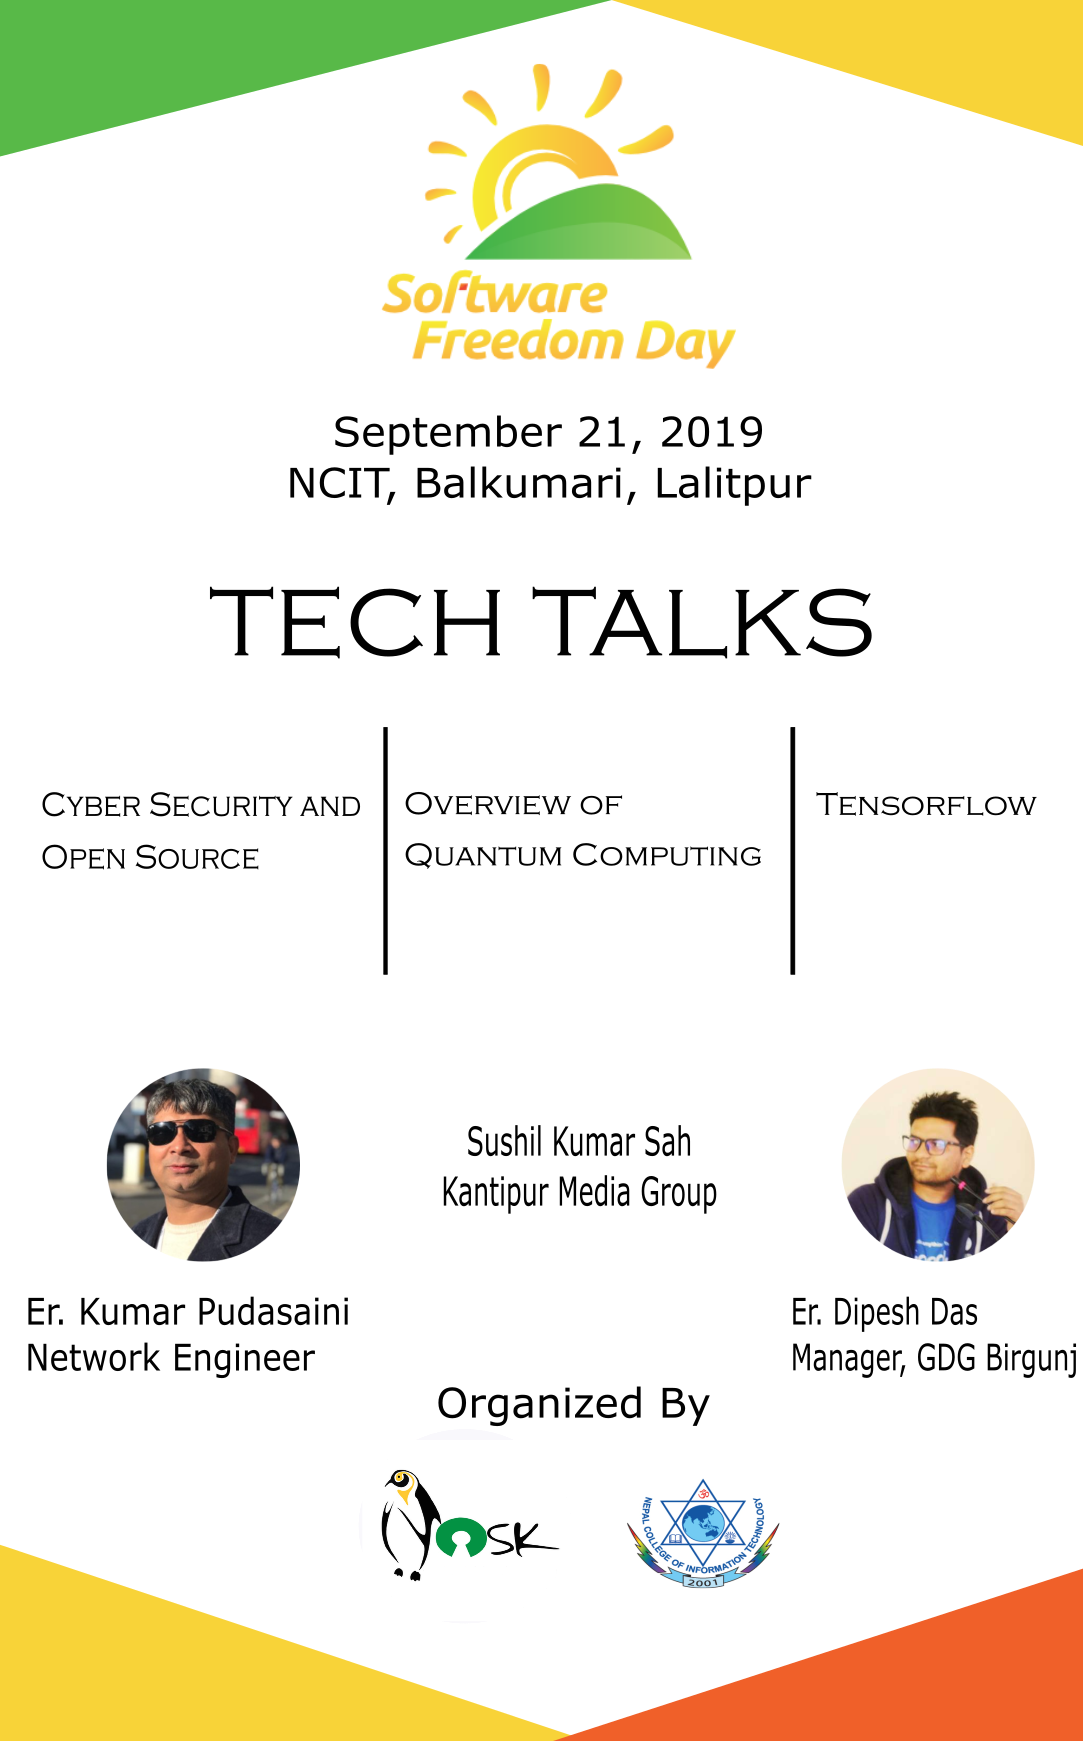 Software
Freedom Day
September 21, 2019
NCIT, Balkumari, Lalitpur
TECH TALKS
CYBER SECURITY AND
OPEN SOURCE
OVERVIEW OF
QUANTUM COMPUTING
TENSORFLOW
Sushil Kumar Sah
Kantipur Media Group
Er. Kumar Pudasaini
Network Engineer
Er. Dipesh Das
Manager, GDG Birgunj
Organized By
NOSK
ॐ
NEPAL COLLEGE OF INFORMATION TECHNOLOGY
2001